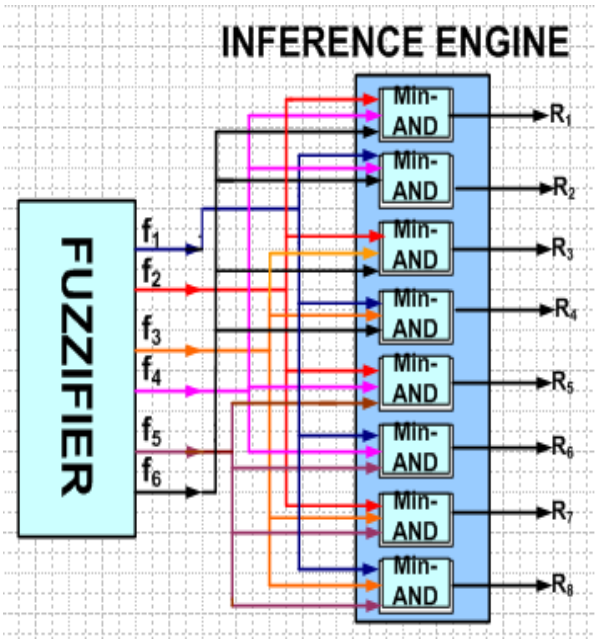 INFERENCE ENGINE
FUZZIFIER
f1
f2
f3
f4
f5
f6
Min-
AND
R1
Min-
AND
R2
Min-
AND
R3
Min-
AND
R4
Min-
AND
R5
Min-
AND
R6
Min-
AND
R7
Min-
AND
R8